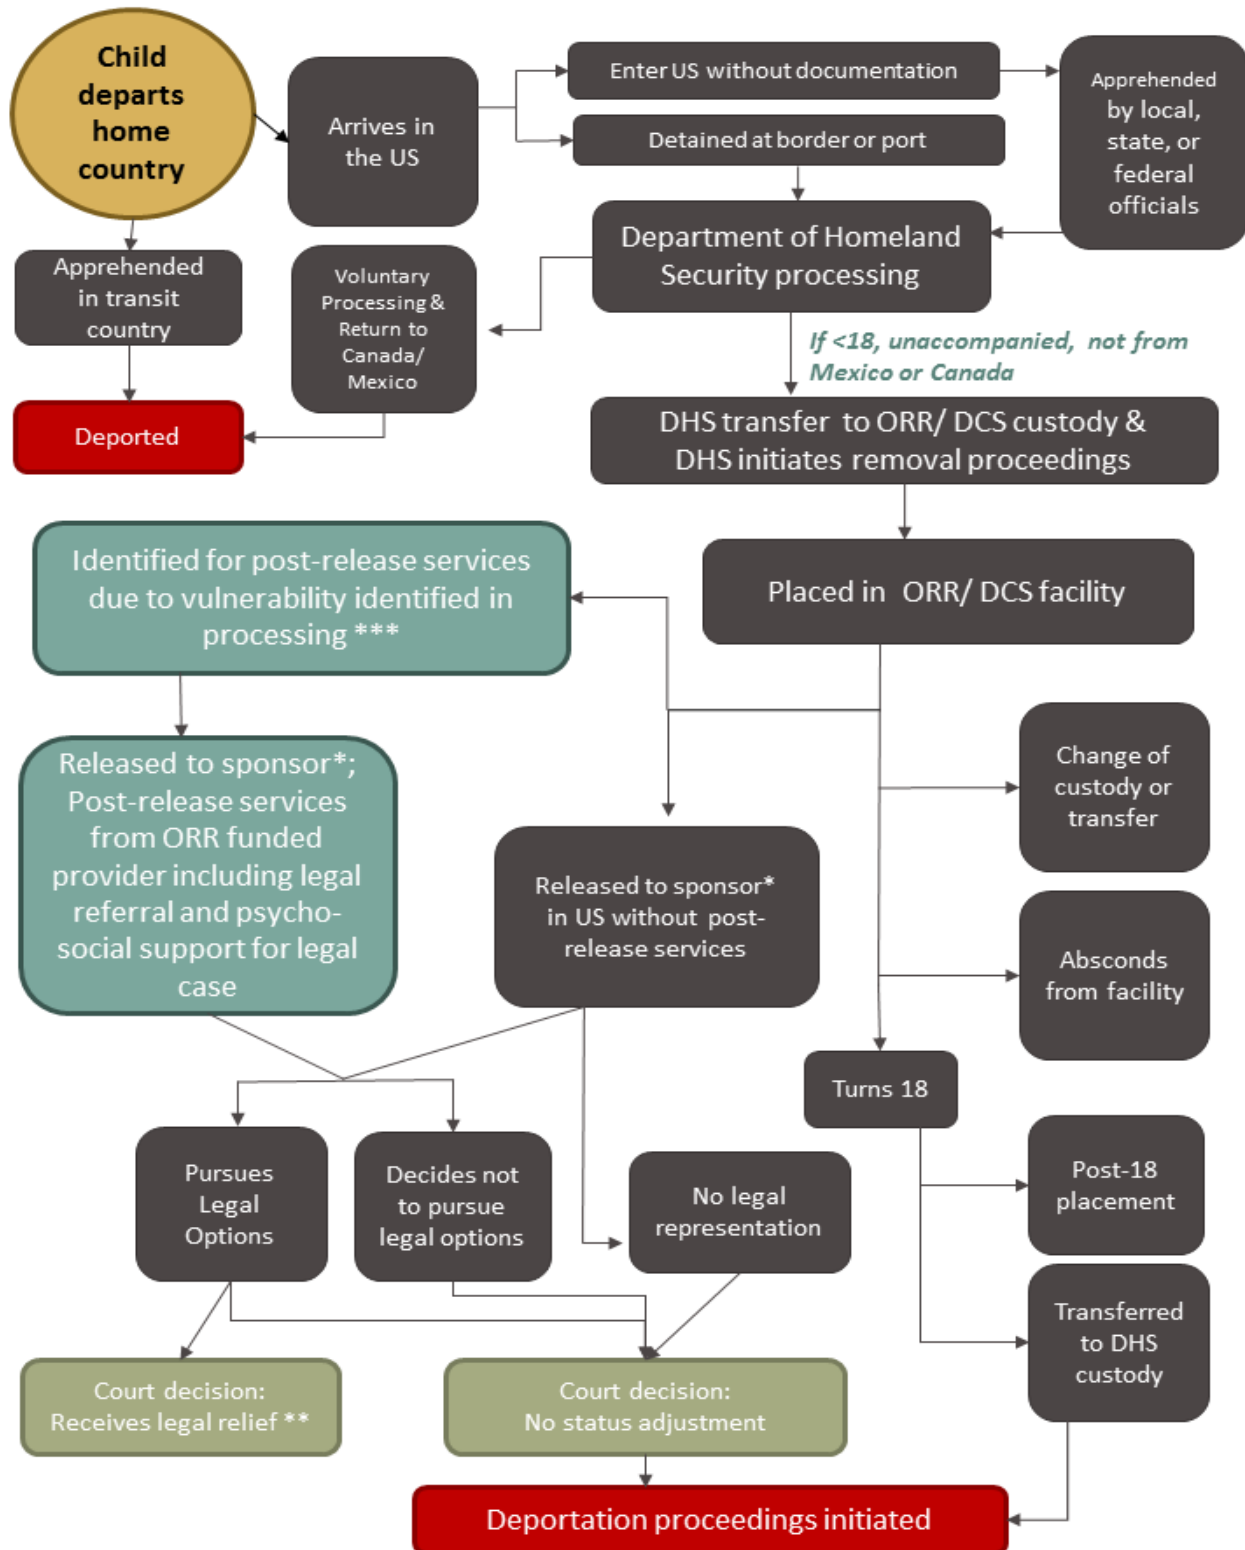 Child
departs
home
country
Arrives in
the US
Enter US without documentation
Detained at border or port
Apprehended
by local,
state, or
federal
officials
Department of Homeland
Security processing
Apprehended
in transit
country
Voluntary
Processing &
Return to
Canada/
Mexico
If <18, unaccompanied, not from
Mexico or Canada
Deported
DHS transfer to ORR/ DCS custody &
DHS initiates removal proceedings
Identified for post-release services
due to vulnerability identified in
processing ***
Placed in ORR/ DCS facility
Released to sponsor*;
Post-release services
from ORR funded
provider including legal
referral and psycho-
social support for legal
case
Change of
custody or
transfer
Released to sponsor*
in US without post-
release services
Absconds
from facility
Turns 18
Pursues
Legal
Options
Decides not
to pursue
legal options
No legal
representation
Post-18
placement
Transferred
to DHS
custody
Court decision:
Receives legal relief **
Court decision:
No status adjustment
Deportation proceedings initiated